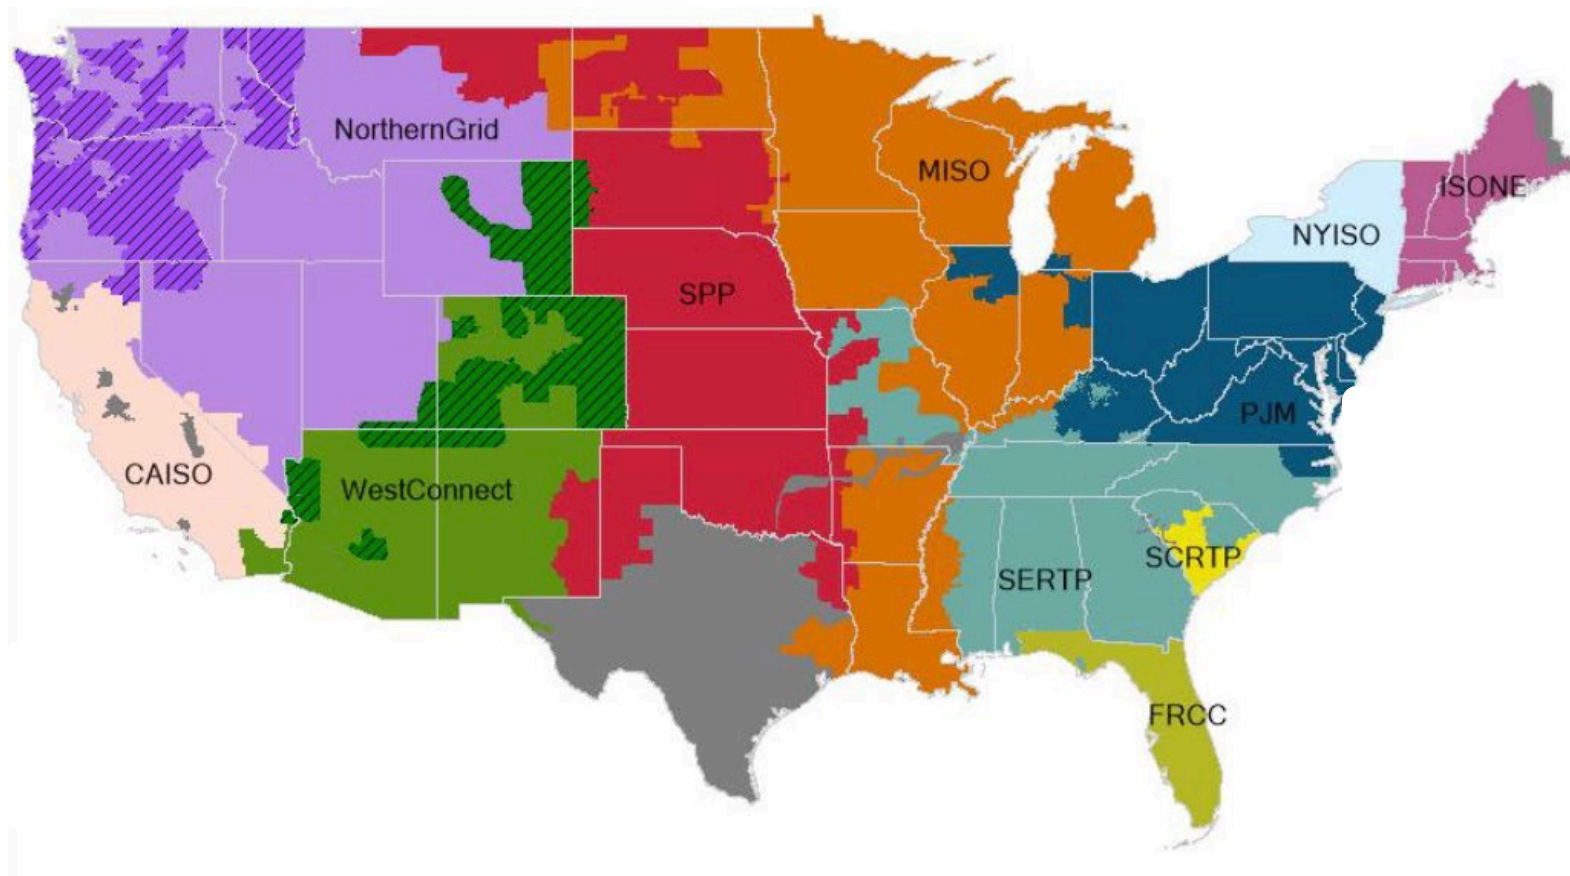 NorthernGrid
MISO
ISONE
NYISO
SPP
PJM
CAISO
WestConnect
SCRTP
SERTP
FRCC